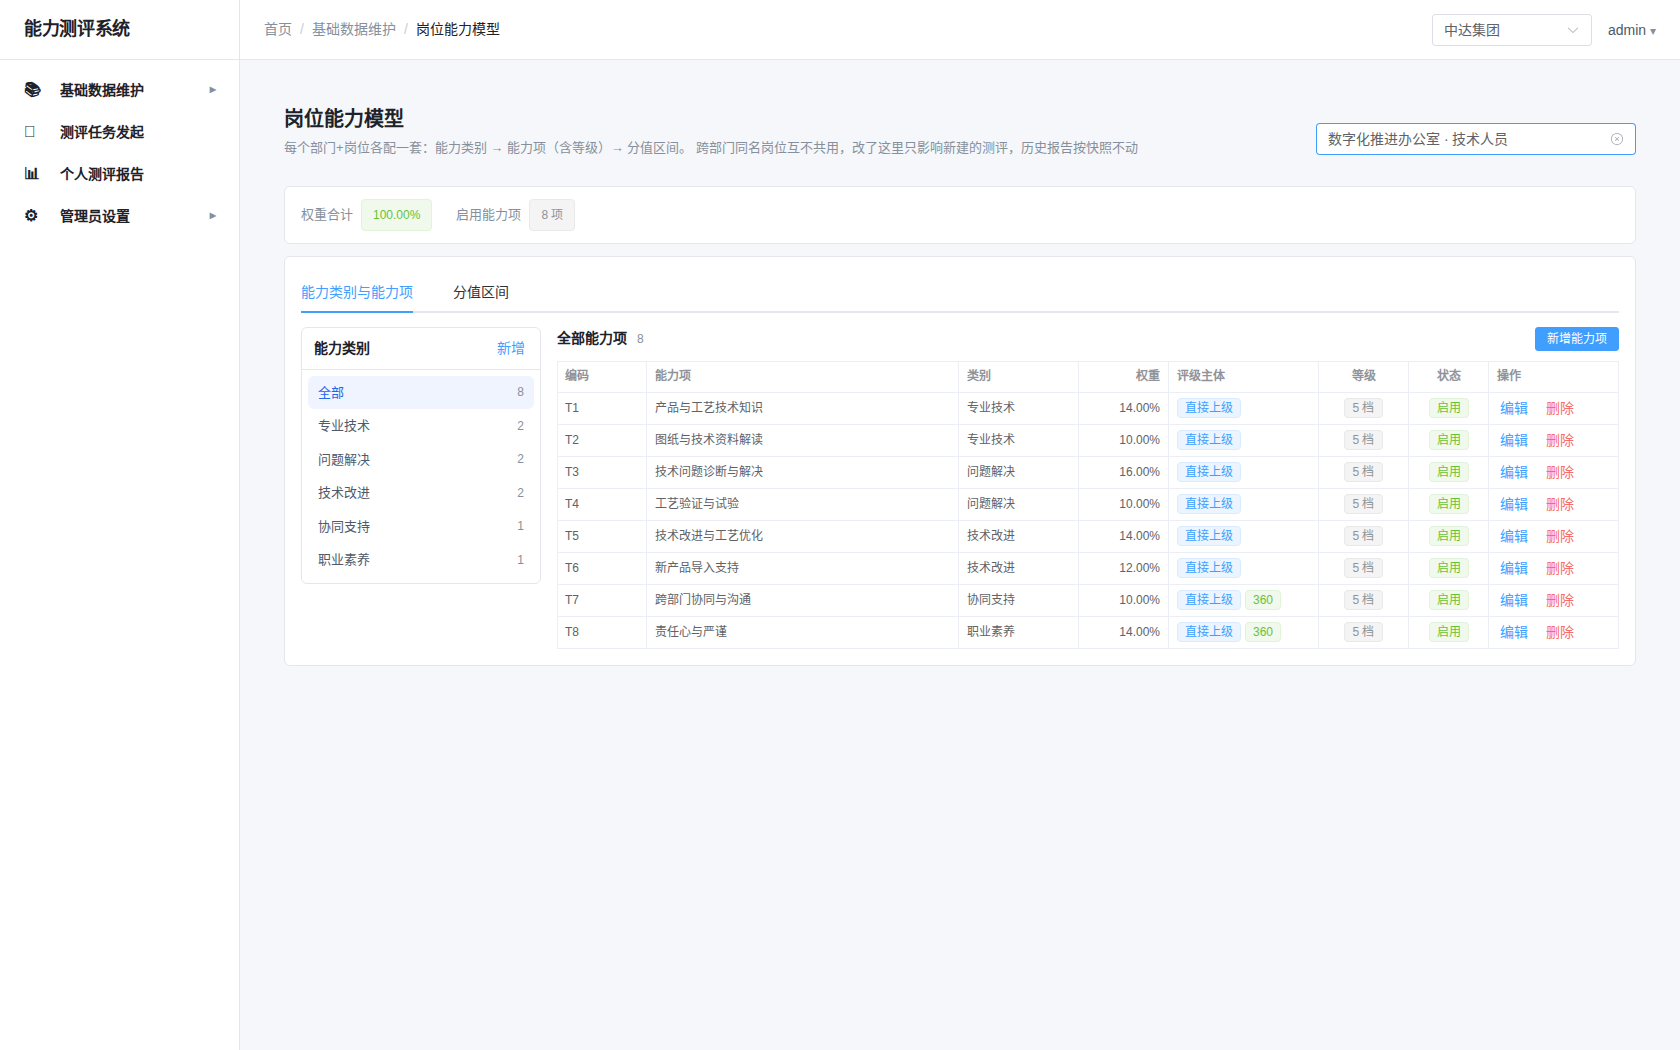 能力测评系统
首页 / 基础数据维护 / 岗位能力模型
中达集团
admin ▾
基础数据维护
测评任务发起
个人测评报告
管理员设置
岗位能力模型
每个部门+岗位各配一套：能力类别 → 能力项（含等级）→ 分值区间。 跨部门同名岗位互不共用，改了这里只影响新建的测评，历史报告按快照不动
数字化推进办公室 · 技术人员
权重合计 100.00% 启用能力项 8 项
能力类别与能力项 分值区间
能力类别 新增
全部 8
专业技术 2
问题解决 2
技术改进 2
协同支持 1
职业素养 1
全部能力项 8 新增能力项
编码 能力项 类别 权重 评级主体 等级 状态 操作
T1 产品与工艺技术知识 专业技术 14.00% 直接上级 5 档 启用 编辑 删除
T2 图纸与技术资料解读 专业技术 10.00% 直接上级 5 档 启用 编辑 删除
T3 技术问题诊断与解决 问题解决 16.00% 直接上级 5 档 启用 编辑 删除
T4 工艺验证与试验 问题解决 10.00% 直接上级 5 档 启用 编辑 删除
T5 技术改进与工艺优化 技术改进 14.00% 直接上级 5 档 启用 编辑 删除
T6 新产品导入支持 技术改进 12.00% 直接上级 5 档 启用 编辑 删除
T7 跨部门协同与沟通 协同支持 10.00% 直接上级 360 5 档 启用 编辑 删除
T8 责任心与严谨 职业素养 14.00% 直接上级 360 5 档 启用 编辑 删除